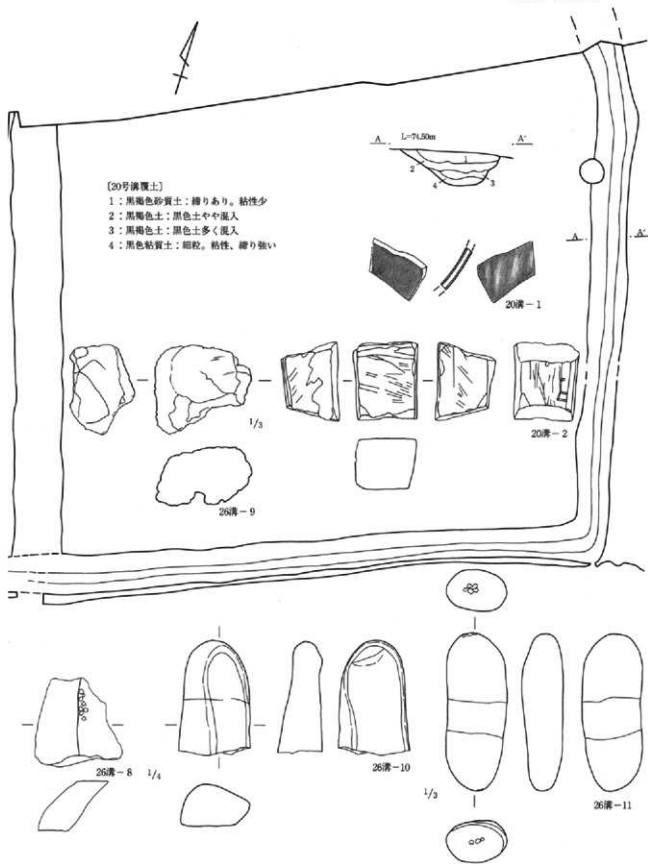 A L=74.50m A'
1
2
3
4
〔20号溝覆土〕
1：黒褐色砂質土：締りあり。粘性少
2：黒褐色土：黒色土やや混入
3：黒褐色土：黒色土多く混入
4：黒色粘質土：細粒。粘性、締り強い
A A'
20溝－1
1/3
20溝－2
26溝－9
26溝－8
1/4
26溝－10
1/3
26溝－11